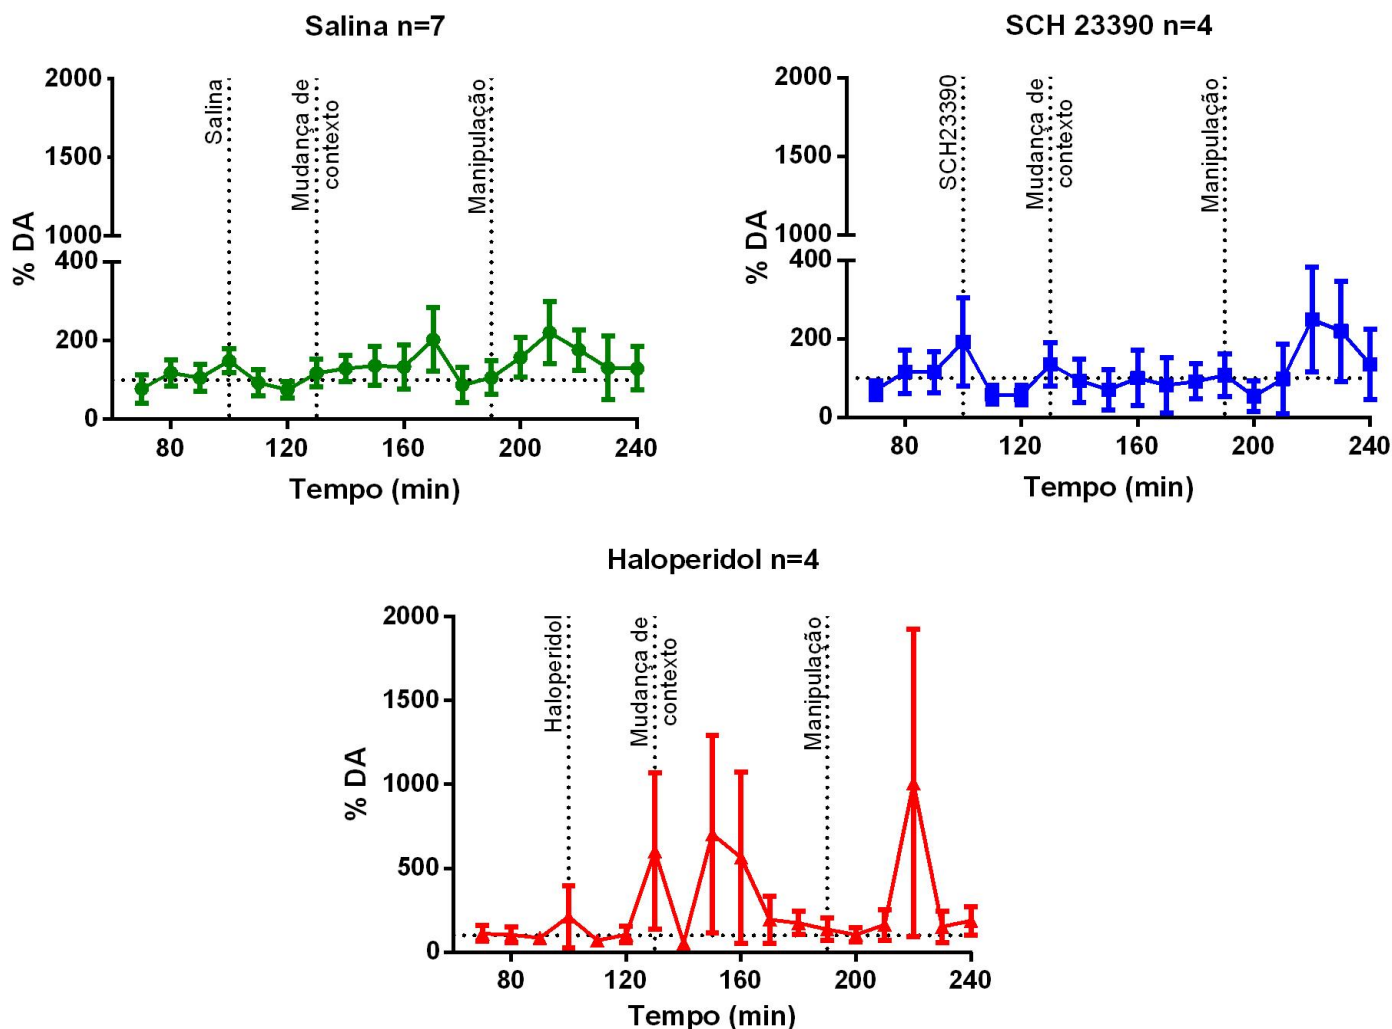 Salina n=7
2000
1500
1000
400
200
0
% DA
Salina
Mudança de
contexto
Manipulação
80
120
160
200
240
Tempo (min)
SCH 23390 n=4
2000
1500
1000
400
200
0
% DA
SCH23390
Mudança de
contexto
Manipulação
80
120
160
200
240
Tempo (min)
Haloperidol n=4
2000
1500
1000
500
0
% DA
Haloperidol
Mudança de
contexto
Manipulação
80
120
160
200
240
Tempo (min)